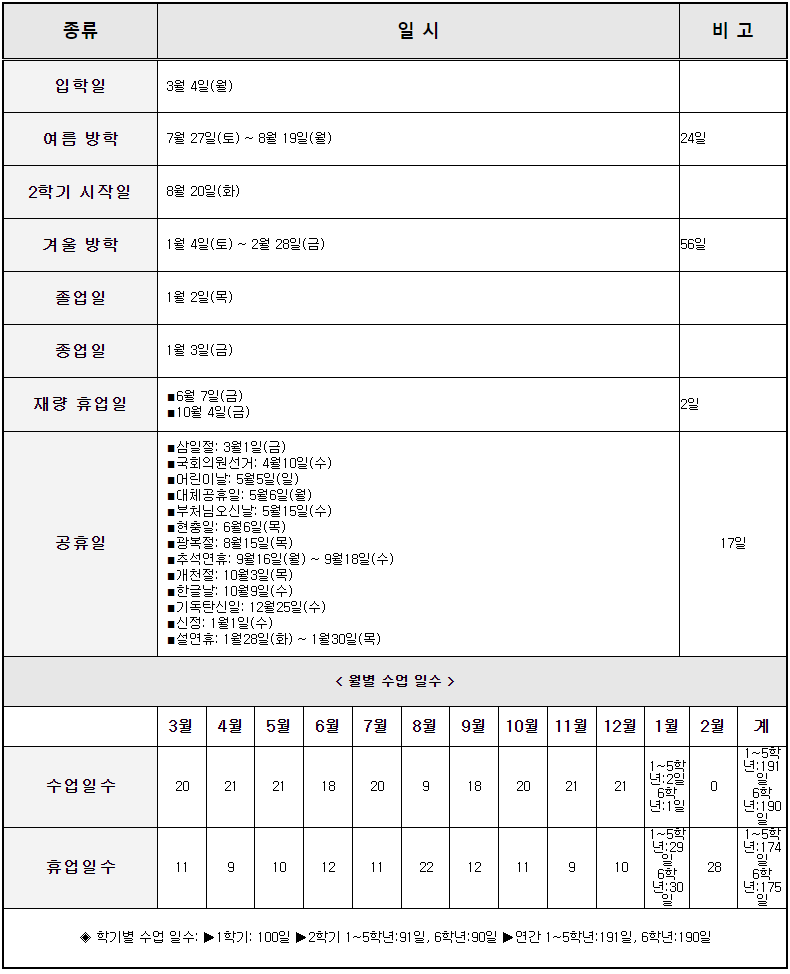 종류 일 시 비 고
입학일 3월 4일(월)
여름 방학 7월 27일(토) ~ 8월 19일(월) 24일
2학기 시작일 8월 20일(화)
겨울 방학 1월 4일(토) ~ 2월 28일(금) 56일
졸업일 1월 2일(목)
종업일 1월 3일(금)
재량 휴업일
■6월 7일(금)
■10월 4일(금)
2일
공휴일
■삼일절: 3월1일(금)
■국회의원선거: 4월10일(수)
■어린이날: 5월5일(일)
■대체공휴일: 5월6일(월)
■부처님오신날: 5월15일(수)
■현충일: 6월6일(목)
■광복절: 8월15일(목)
■추석연휴: 9월16일(월) ~ 9월18일(수)
■개천절: 10월3일(목)
■한글날: 10월9일(수)
■기독탄신일: 12월25일(수)
■신정: 1월1일(수)
■설연휴: 1월28일(화) ~ 1월30일(목)
17일
< 월별 수업 일수 >
3월 4월 5월 6월 7월 8월 9월 10월 11월 12월 1월 2월 계
수업일수 20 21 21 18 20 9 18 20 21 21
1~5학
년:2일
6학
년:1일
0
1~5학
년:191
일
6학
년:190
일
휴업일수 11 9 10 12 11 22 12 11 9 10
1~5학
년:29
일
6학
년:30
일
28
1~5학
년:174
일
6학
년:175
일
◈ 학기별 수업 일수: ▶1학기: 100일 ▶2학기 1~5학년:91일, 6학년:90일 ▶연간 1~5학년:191일, 6학년:190일